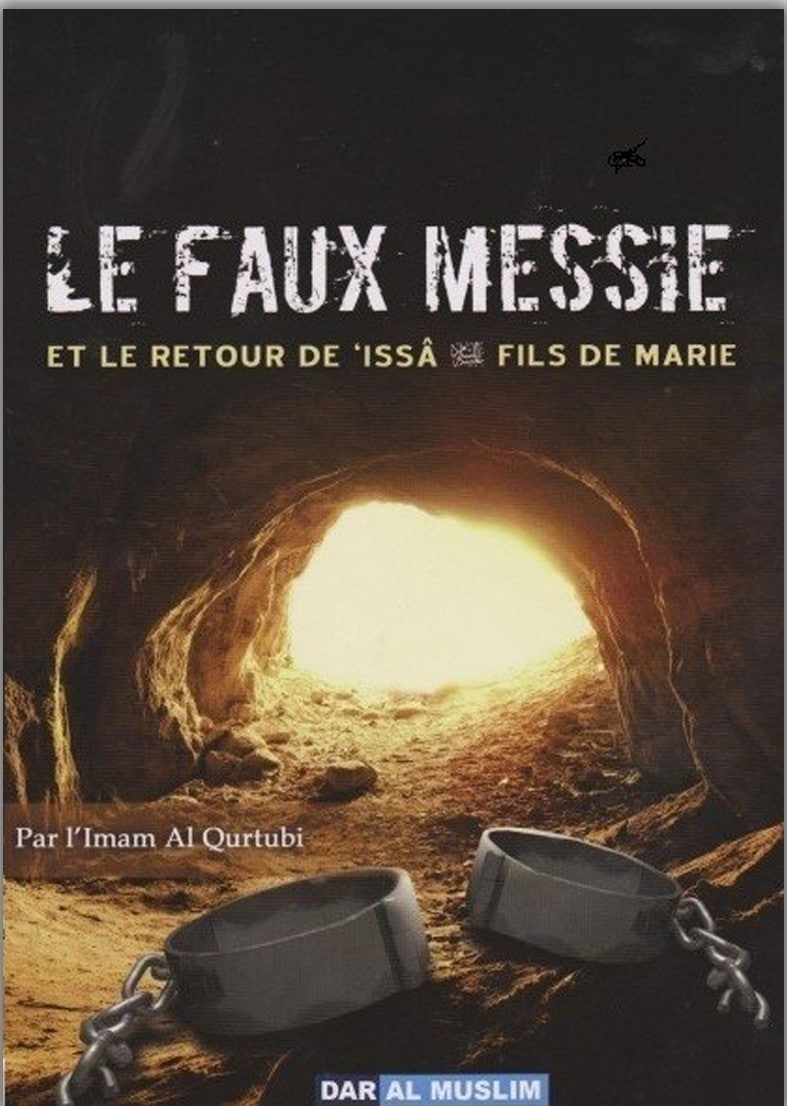 LE FAUX MESSIE
ET LE RETOUR DE ‘ISSÂ FILS DE MARIE
Par l’Imam Al Qurtubi
DAR AL MUSLIM